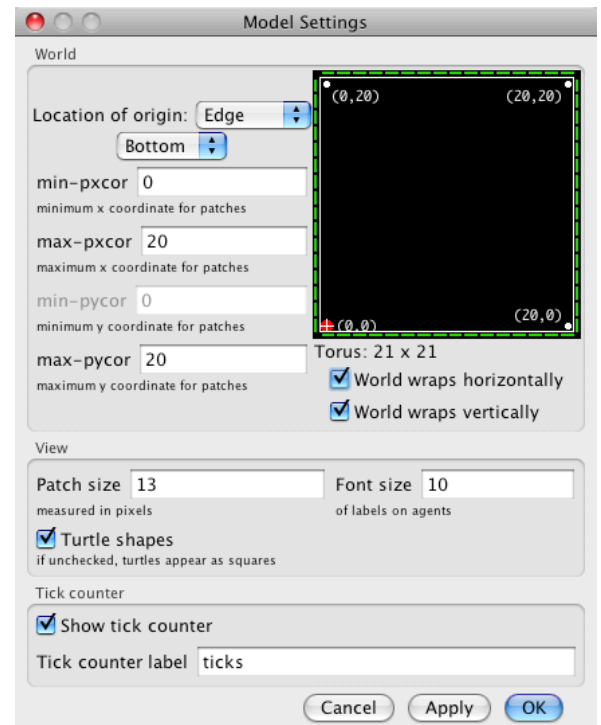 Model Settings
World
Location of origin: Edge
Bottom
min-pxcor 0
minimum x coordinate for patches
max-pxcor 20
maximum x coordinate for patches
min-pycor 0
minimum y coordinate for patches
max-pycor 20
maximum y coordinate for patches
(0,20) (20,20)
(0,0) (20,0)
Torus: 21 x 21
World wraps horizontally
World wraps vertically
View
Patch size 13
measured in pixels
Font size 10
of labels on agents
Turtle shapes
if unchecked, turtles appear as squares
Tick counter
Show tick counter
Tick counter label ticks
Cancel Apply OK